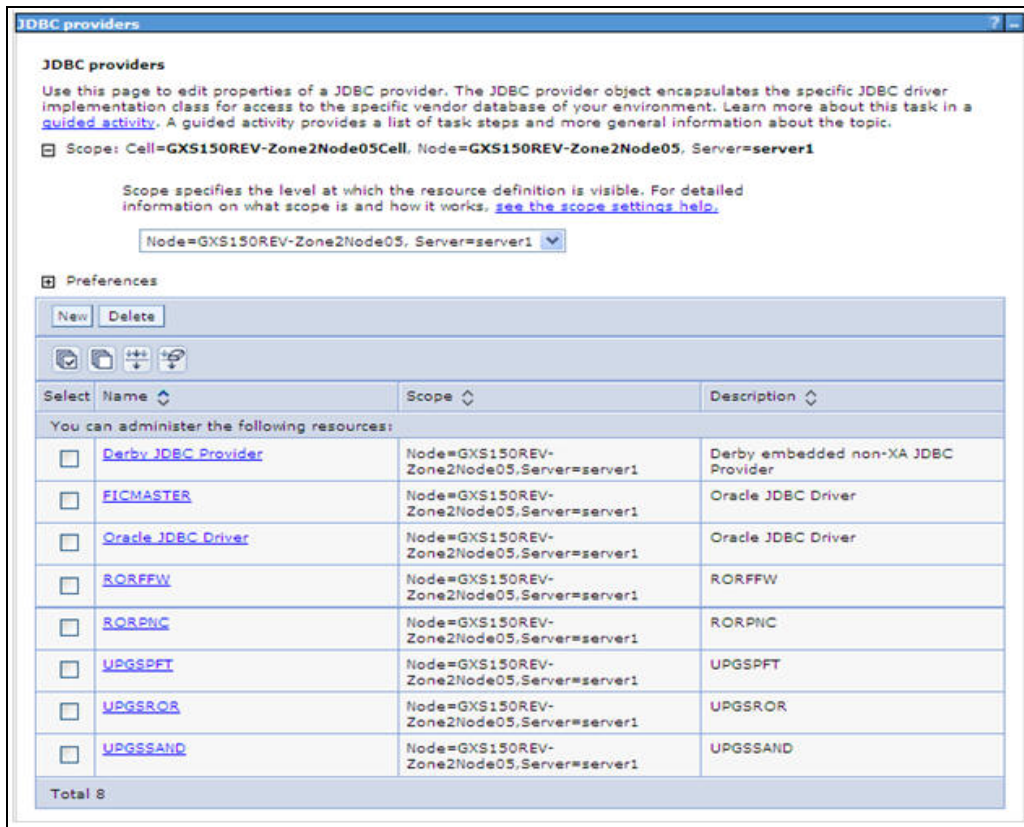 JDBC providers ? –
JDBC providers
Use this page to edit properties of a JDBC provider. The JDBC provider object encapsulates the specific JDBC driver
implementation class for access to the specific vendor database of your environment. Learn more about this task in a
guided activity. A guided activity provides a list of task steps and more general information about the topic.
Scope: Cell=GXS150REV-Zone2Node05Cell, Node=GXS150REV-Zone2Node05, Server=server1
Scope specifies the level at which the resource definition is visible. For detailed
information on what scope is and how it works, see the scope settings help.
Node=GXS150REV-Zone2Node05, Server=server1
Preferences
New Delete
Select Name Scope Description
You can administer the following resources:
Derby JDBC Provider Node=GXS150REV- Derby embedded non-XA JDBC
Zone2Node05,Server=server1 Provider
FICMASTER Node=GXS150REV- Oracle JDBC Driver
Zone2Node05,Server=server1
Oracle JDBC Driver Node=GXS150REV- Oracle JDBC Driver
Zone2Node05,Server=server1
RORFFW Node=GXS150REV- RORFFW
Zone2Node05,Server=server1
RORPNC Node=GXS150REV- RORPNC
Zone2Node05,Server=server1
UPGSPFT Node=GXS150REV- UPGSPFT
Zone2Node05,Server=server1
UPGSROR Node=GXS150REV- UPGSROR
Zone2Node05,Server=server1
UPGSSAND Node=GXS150REV- UPGSSAND
Zone2Node05,Server=server1
Total 8